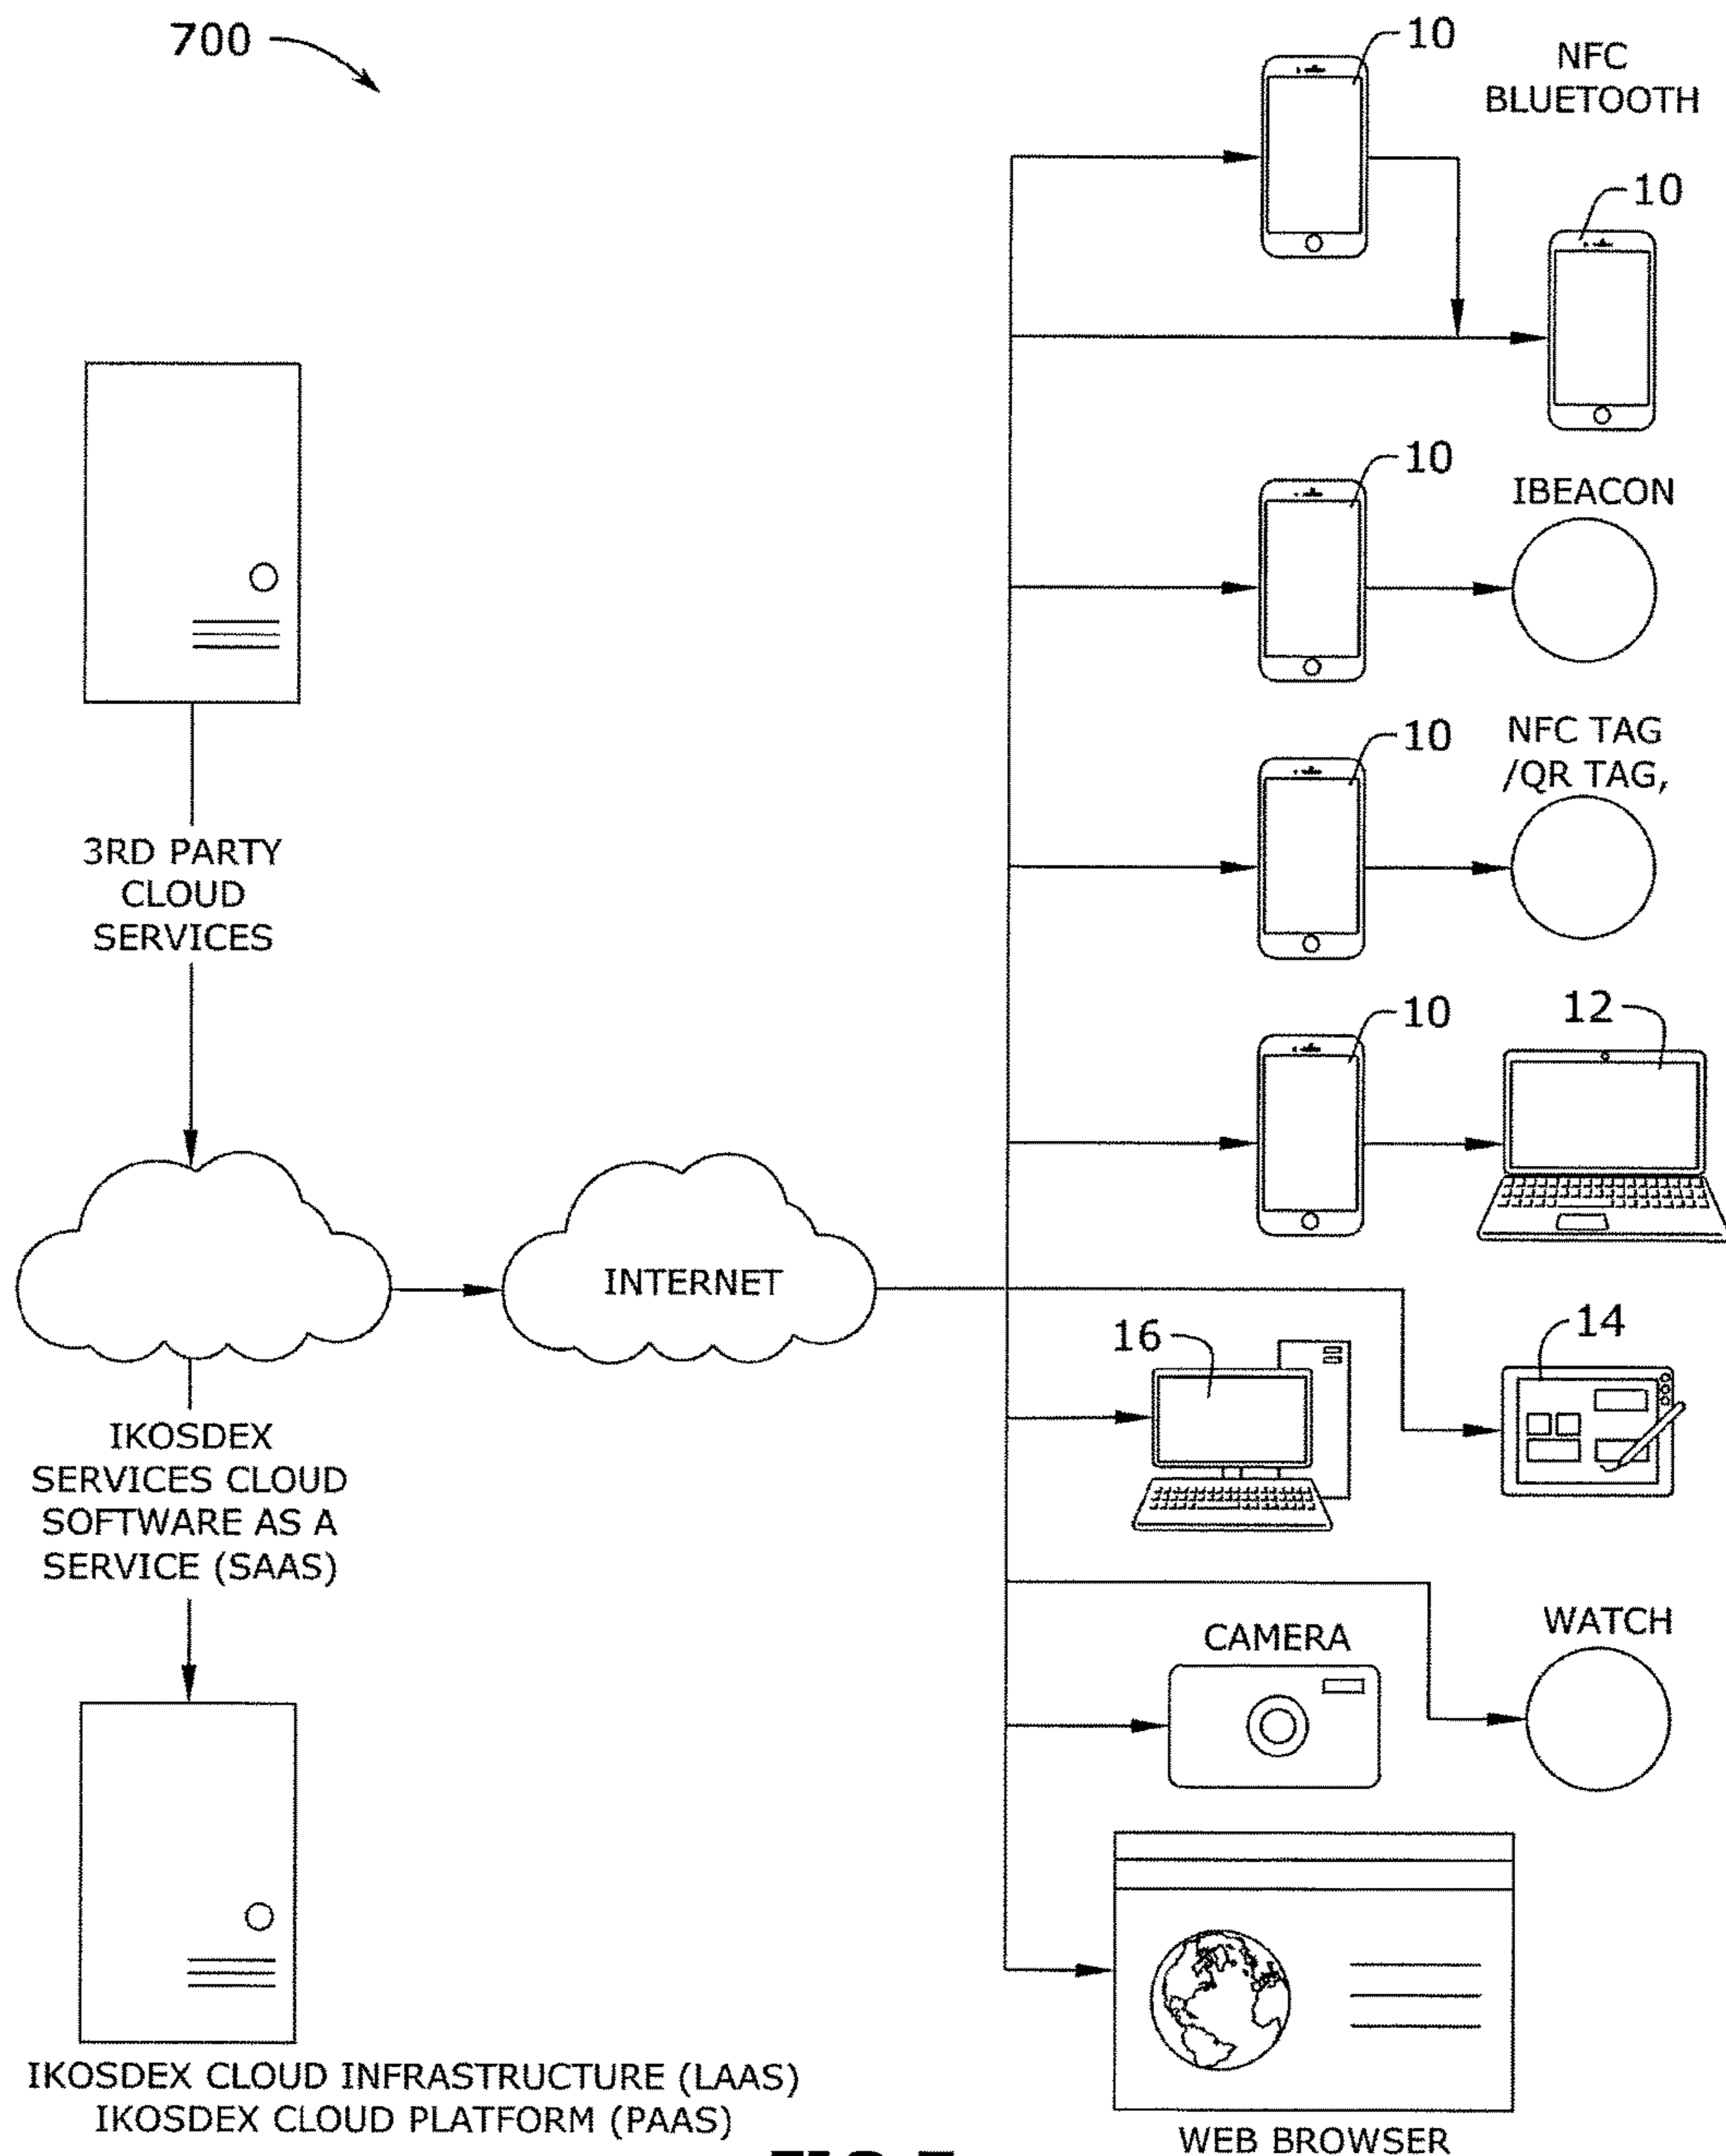 700
10
NFC
BLUETOOTH
10
10
IBEACON
10
NFC TAG
/QR TAG,
3RD PARTY
CLOUD
SERVICES
10
12
INTERNET
16
14
IKOSDEX
SERVICES CLOUD
SOFTWARE AS A
SERVICE (SAAS)
CAMERA
WATCH
IKOSDEX CLOUD INFRASTRUCTURE (LAAS)
IKOSDEX CLOUD PLATFORM (PAAS)
WEB BROWSER